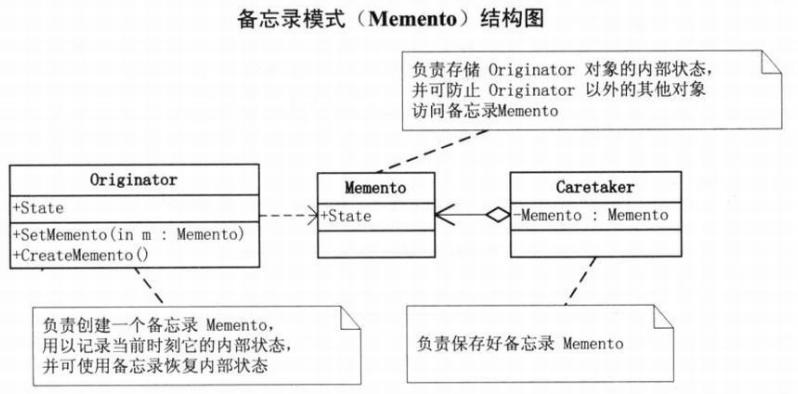 备忘录模式（Memento）结构图
负责存储 Originator 对象的内部状态，
并可防止 Originator 以外的其他对象
访问备忘录Memento
Originator
+State
+SetMemento(in m : Memento)
+CreateMemento()
Memento
+State
Caretaker
-Memento : Memento
负责创建一个备忘录 Memento，
用以记录当前时刻它的内部状态，
并可使用备忘录恢复内部状态
负责保存好备忘录 Memento